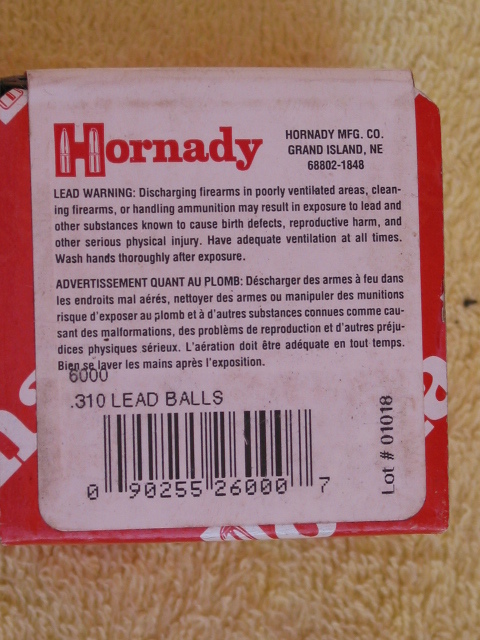 Hornady
HORNADY MFG. CO.
GRAND ISLAND, NE
68802-1848
LEAD WARNING: Discharging firearms in poorly ventilated areas, clean-
ing firearms, or handling ammunition may result in exposure to lead and
other substances known to cause birth defects, reproductive harm, and
other serious physical injury. Have adequate ventilation at all times.
Wash hands thoroughly after exposure.
ADVERTISSEMENT QUANT AU PLOMB: Déscharger des armes à feu dans
les endroits mal aérés, nettoyer des armes ou manipuler des munitions
risque d'exposer au plomb et à d'autres substances connues comme cau-
sant des malformations, des problèmes de reproduction et d'autres préju-
dices physiques sérieux. L'aération doit être adéquate en tout temps.
Bien se laver les mains après l'exposition.
6000
.310 LEAD BALLS
0 90255 26000 7
Lot # 01018